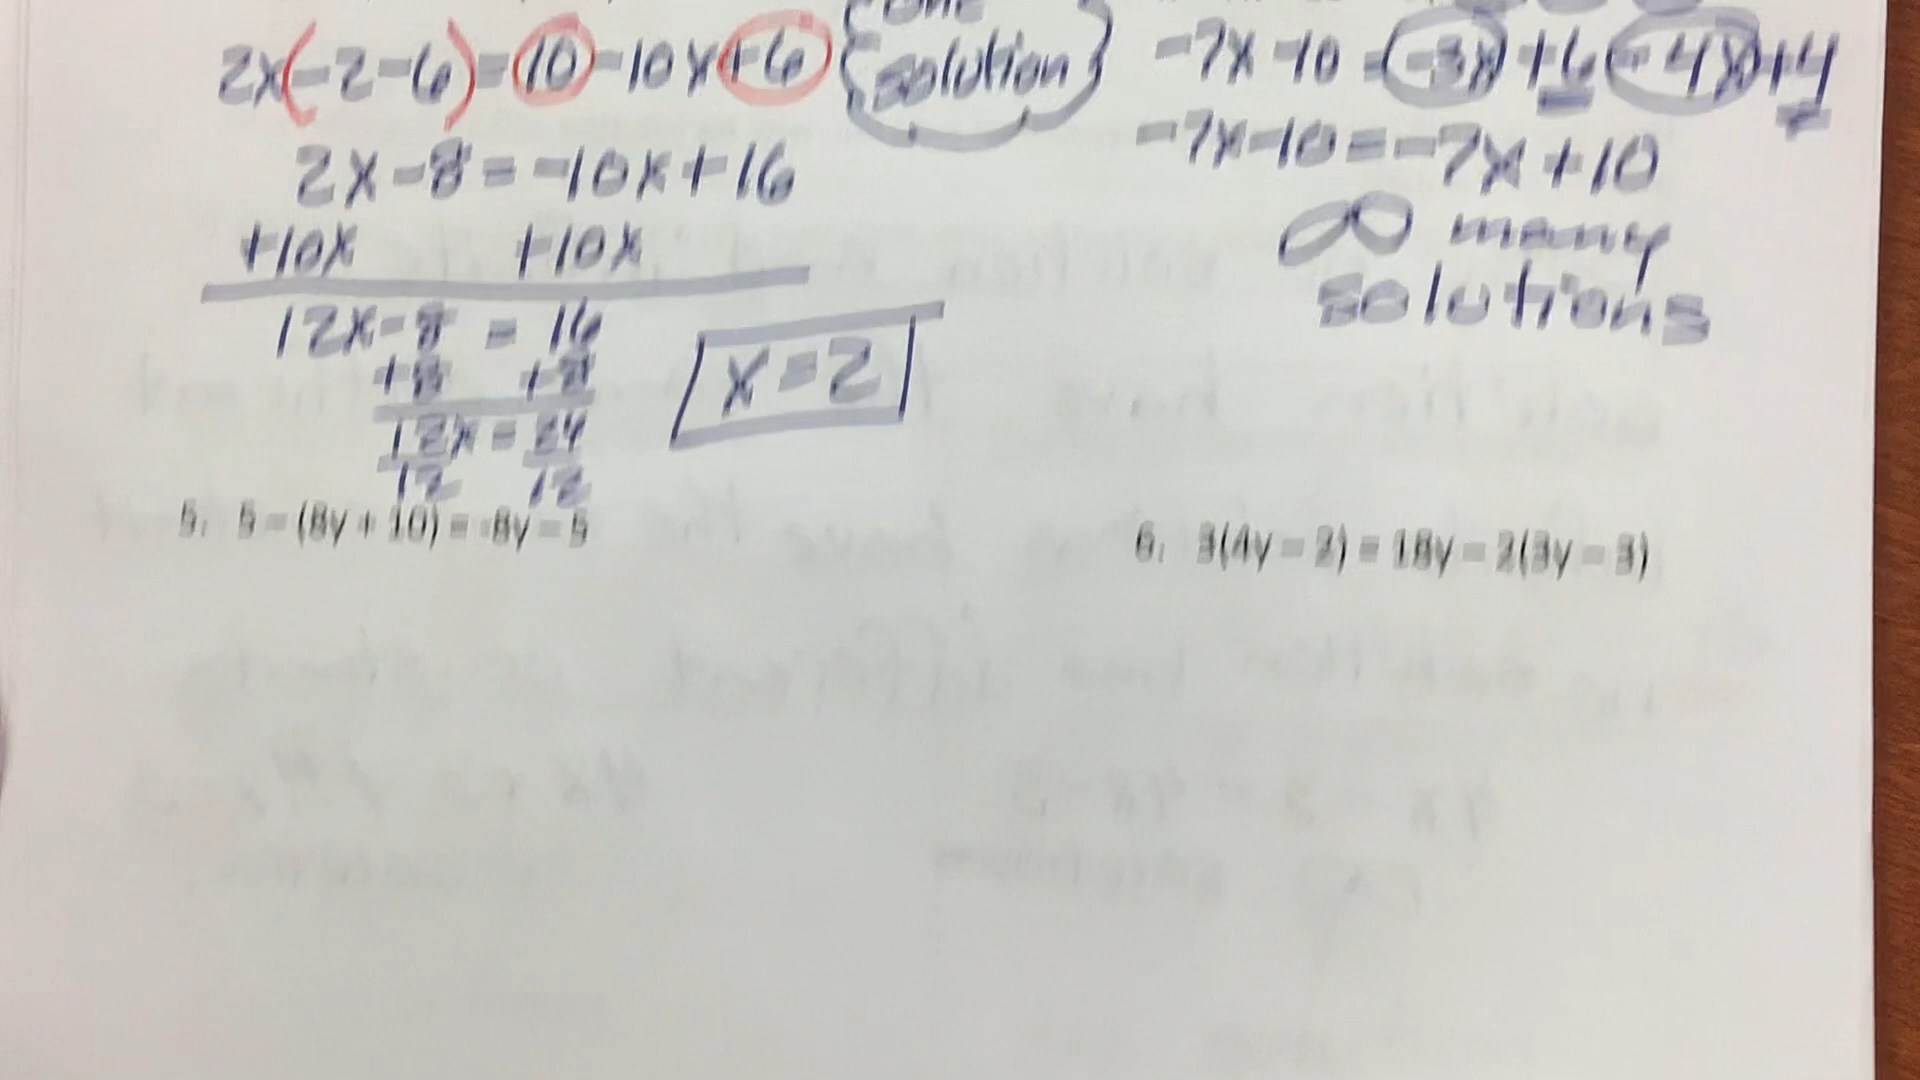 2x(-2-6)=10-10x+6
solution
2x-8=-10x+16
+10x +10x
12x-8 = 16
+8 +8
12x = 24
12 12
x=2
-7x-10=-3x+6-4x+4
-7x-10=-7x+10
∞ many
solutions
5. 5 – (8y + 10) = -8y – 5
6. 3(4y – 2) = 18y – 2(3y – 3)